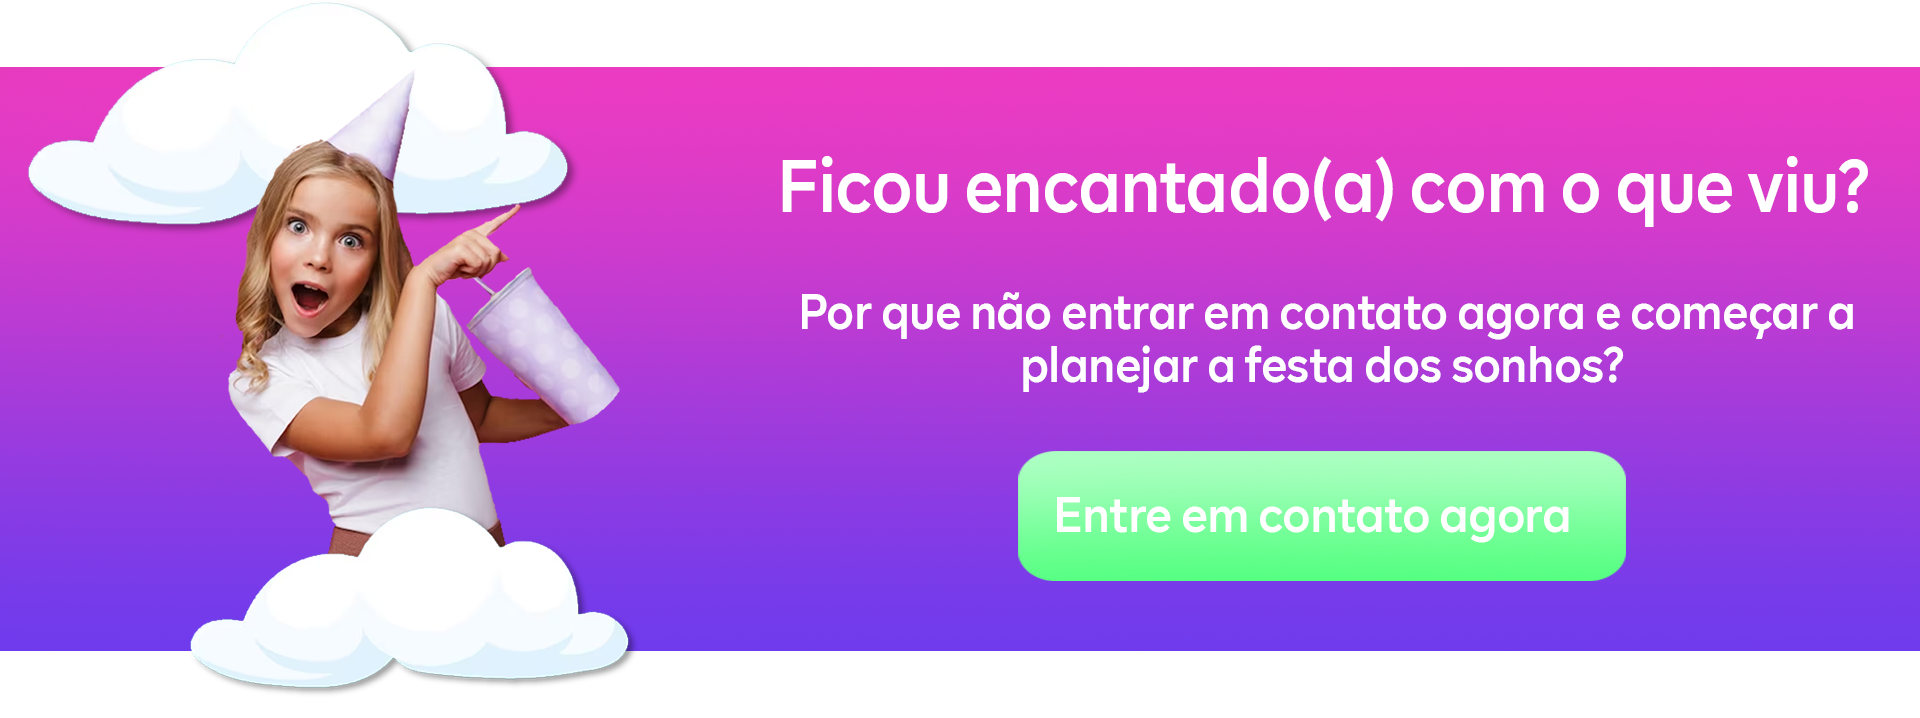 Ficou encantado(a) com o que viu?
Por que não entrar em contato agora e começar a
planejar a festa dos sonhos?
Entre em contato agora